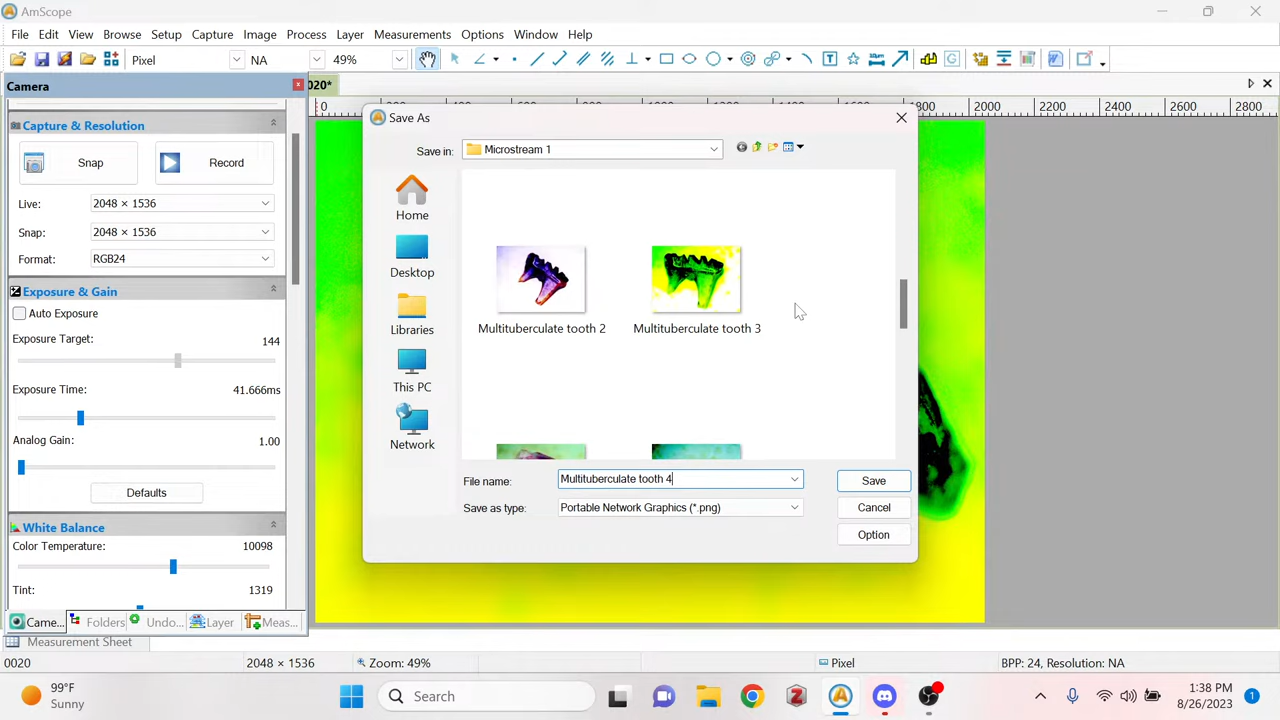 AmScope
File Edit View Browse Setup Capture Image Process Layer Measurements Options Window Help
Pixel NA 49%
Camera
020*
0 2000 2200 2400 2600 2800
Capture & Resolution
Snap Record
Live: 2048 × 1536
Snap: 2048 × 1536
Format: RGB24
Exposure & Gain
Auto Exposure
Exposure Target: 144
Exposure Time: 41.666ms
Analog Gain: 1.00
Defaults
White Balance
Color Temperature: 10098
Tint: 1319
Came... Folders Undo... Layer Meas...
Save As
Save in: Microstream 1
Home
Desktop
Libraries
This PC
Network
Multituberculate tooth 2 Multituberculate tooth 3
File name: Multituberculate tooth 4 Save
Save as type: Portable Network Graphics (*.png) Cancel
Option
Measurement Sheet
0020 2048 × 1536 Zoom: 49% Pixel BPP: 24, Resolution: NA
99°F
Sunny
Search
1:38 PM
8/26/2023
1